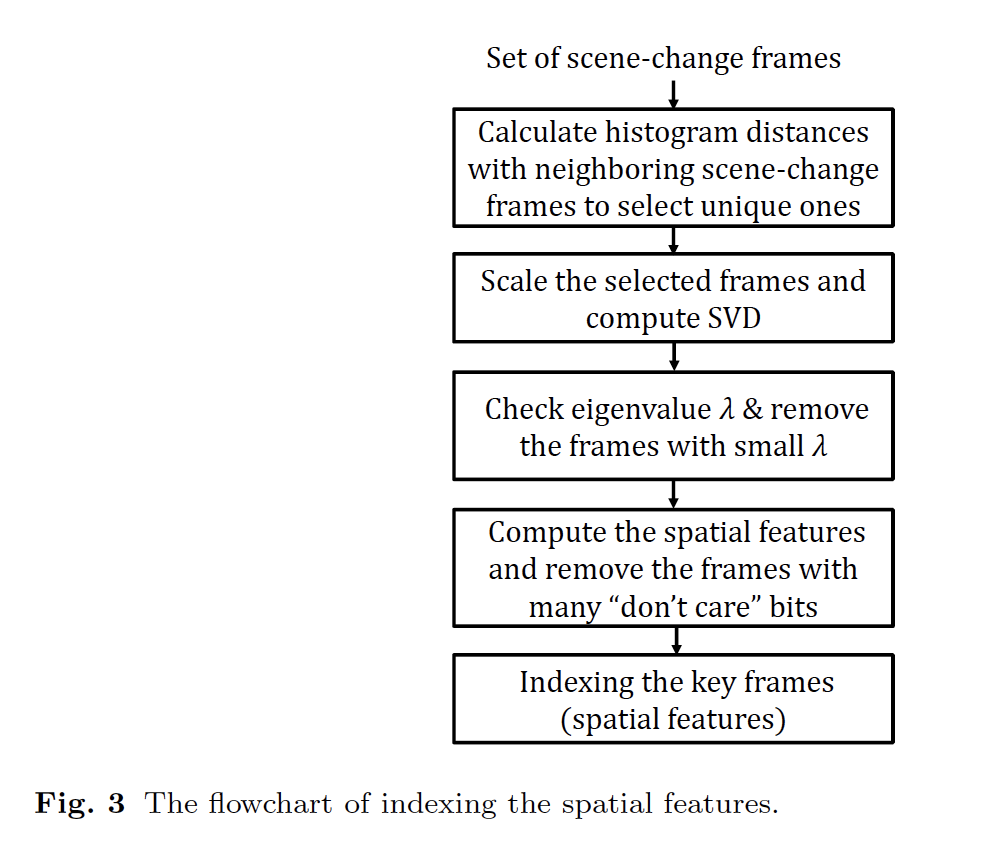 Set of scene-change frames
Calculate histogram distances
with neighboring scene-change
frames to select unique ones
Scale the selected frames and
compute SVD
Check eigenvalue λ & remove
the frames with small λ
Compute the spatial features
and remove the frames with
many “don’t care” bits
Indexing the key frames
(spatial features)
Fig. 3 The flowchart of indexing the spatial features.